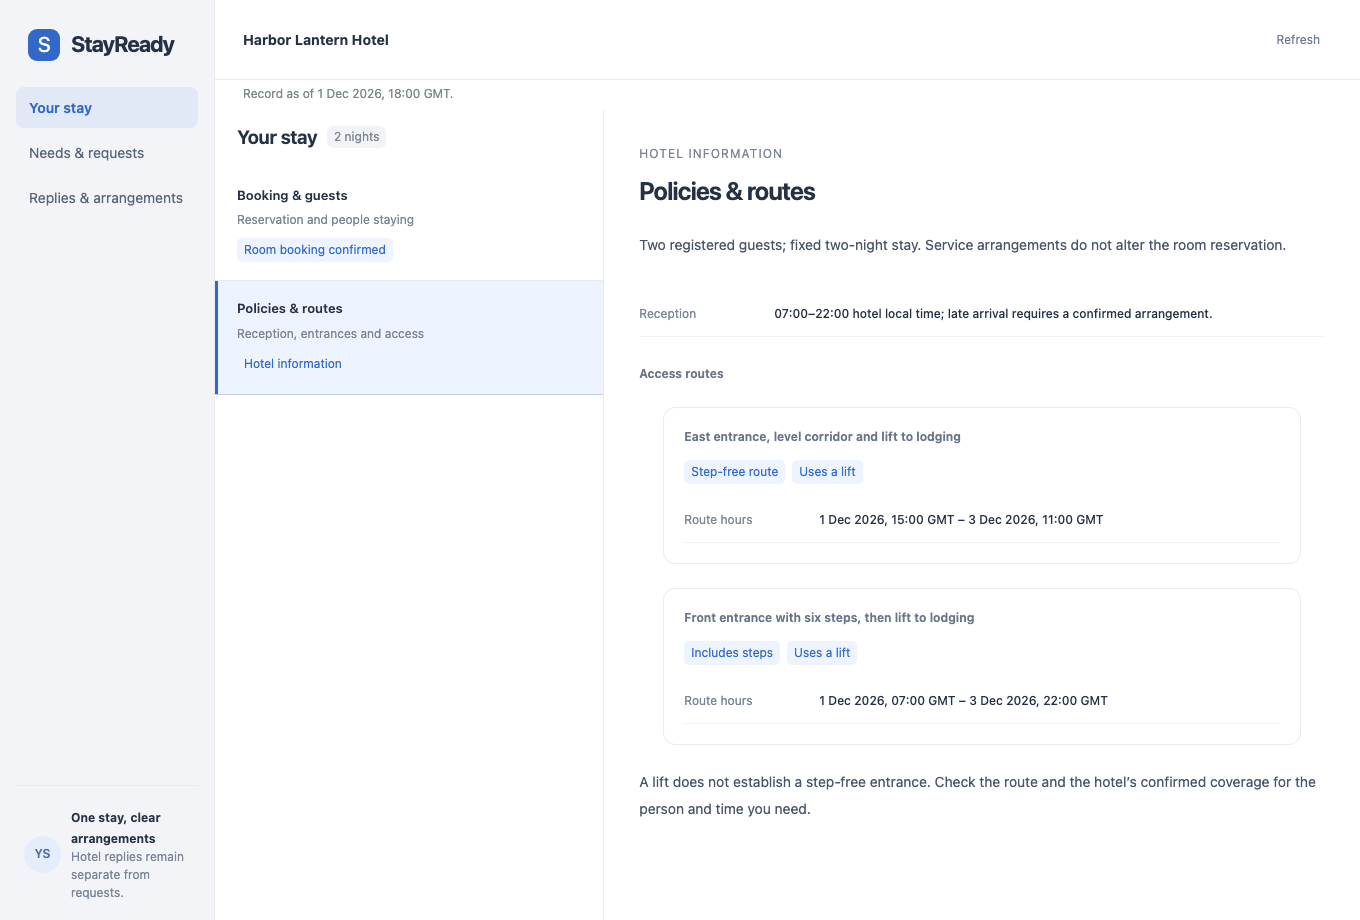 S StayReady
Your stay
Needs & requests
Replies & arrangements
YS
One stay, clear
arrangements
Hotel replies remain
separate from
requests.
Harbor Lantern Hotel
Refresh
Record as of 1 Dec 2026, 18:00 GMT.
Your stay 2 nights
Booking & guests
Reservation and people staying
Room booking confirmed
Policies & routes
Reception, entrances and access
Hotel information
HOTEL INFORMATION
Policies & routes
Two registered guests; fixed two-night stay. Service arrangements do not alter the room reservation.
Reception 07:00–22:00 hotel local time; late arrival requires a confirmed arrangement.
Access routes
East entrance, level corridor and lift to lodging
Step-free route Uses a lift
Route hours 1 Dec 2026, 15:00 GMT – 3 Dec 2026, 11:00 GMT
Front entrance with six steps, then lift to lodging
Includes steps Uses a lift
Route hours 1 Dec 2026, 07:00 GMT – 3 Dec 2026, 22:00 GMT
A lift does not establish a step-free entrance. Check the route and the hotel’s confirmed coverage for the
person and time you need.